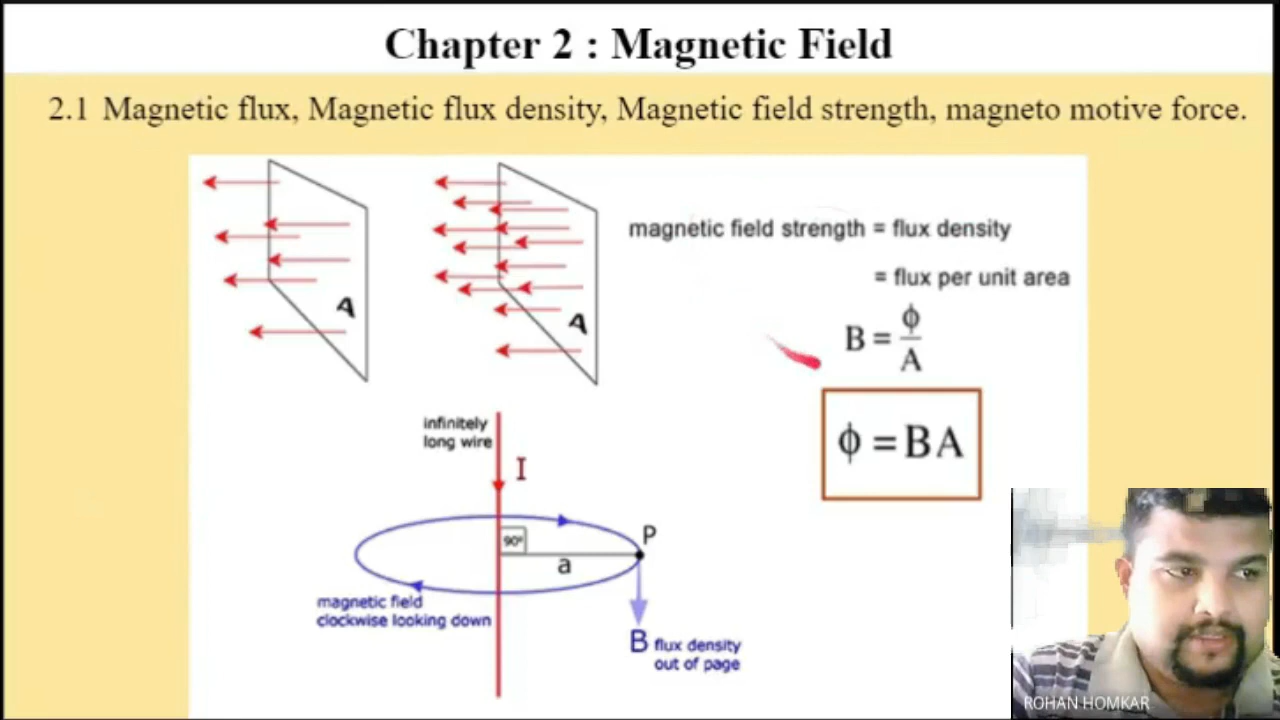 Chapter 2 : Magnetic Field
2.1 Magnetic flux, Magnetic flux density, Magnetic field strength, magneto motive force.
A
A
magnetic field strength = flux density
= flux per unit area
B = ϕ/A
ϕ = BA
infinitely
long wire
I
90°
P
a
magnetic field
clockwise looking down
B flux density
out of page
ROHAN HOMKAR